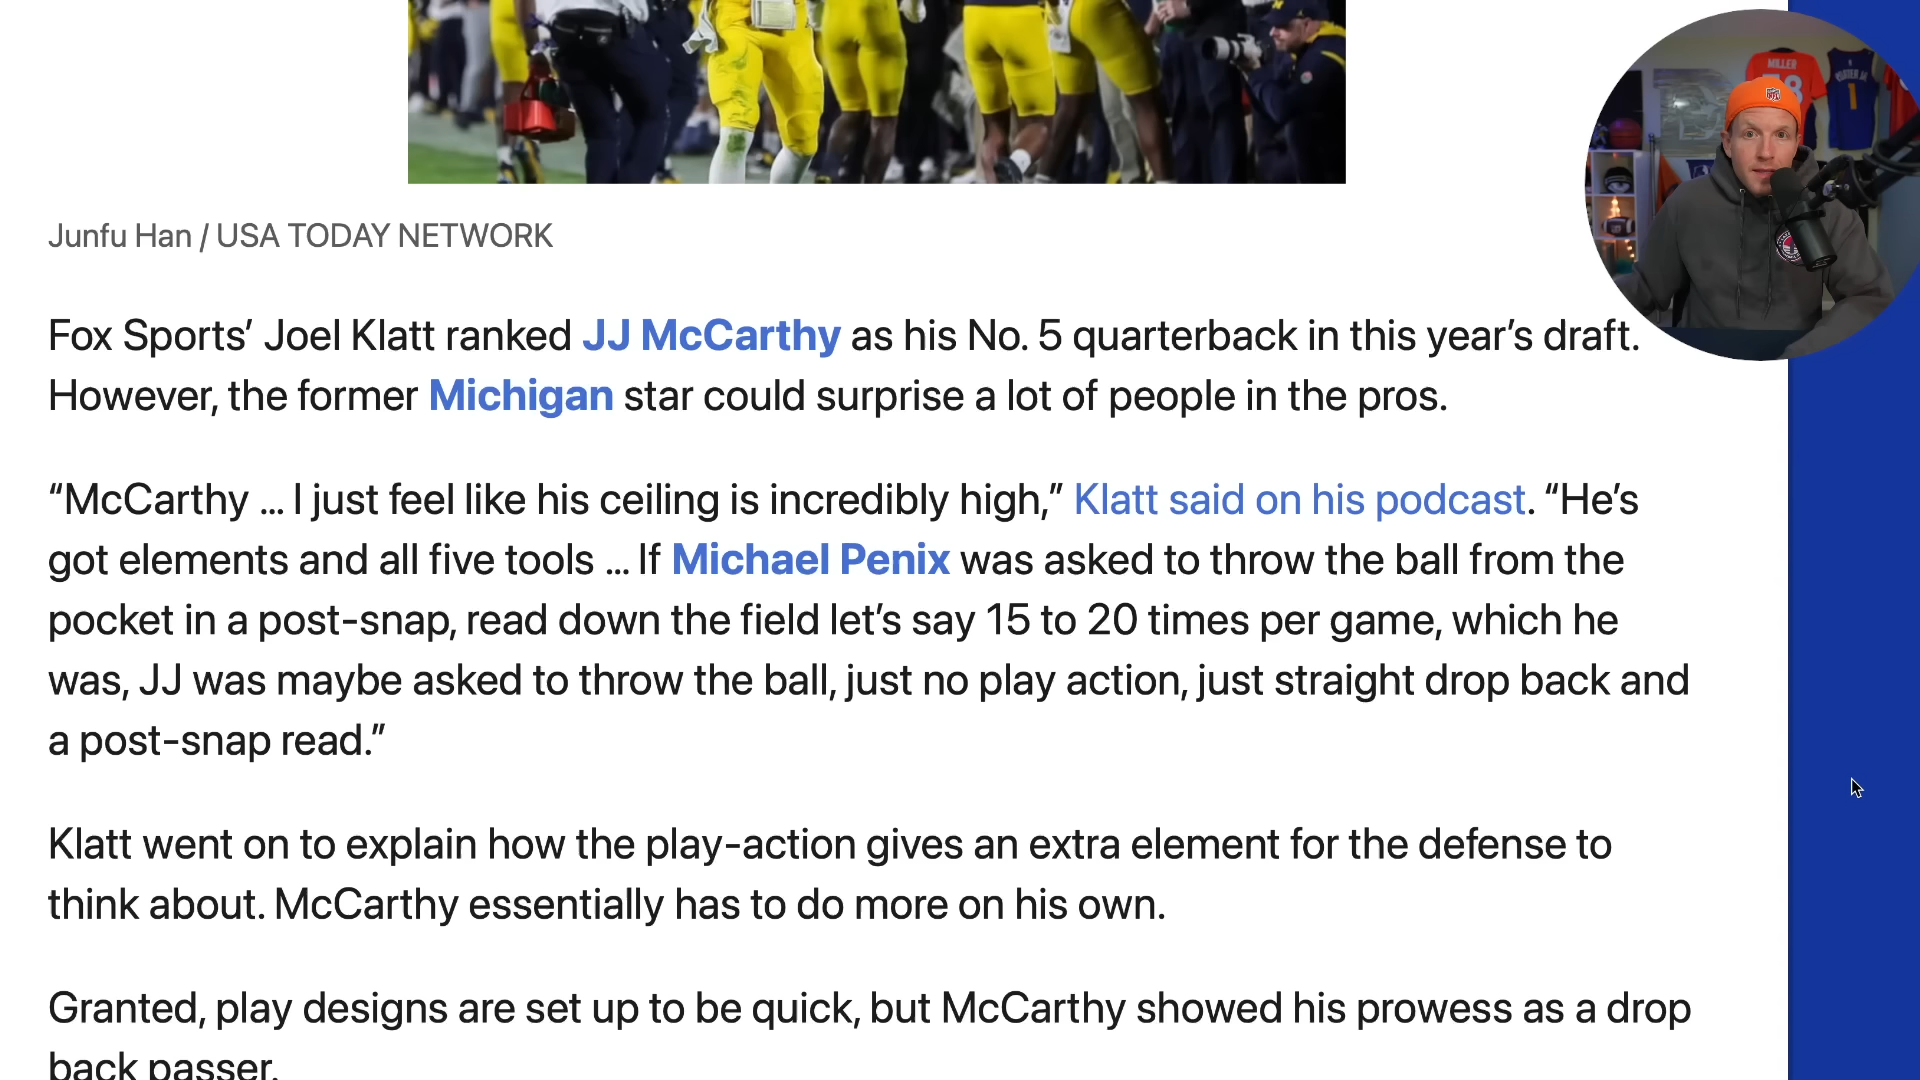 MILLER
58
PORTER JR.
1
Junfu Han / USA TODAY NETWORK
Fox Sports’ Joel Klatt ranked JJ McCarthy as his No. 5 quarterback in this year’s draft.
However, the former Michigan star could surprise a lot of people in the pros.
“McCarthy … I just feel like his ceiling is incredibly high,” Klatt said on his podcast. “He’s
got elements and all five tools … If Michael Penix was asked to throw the ball from the
pocket in a post-snap, read down the field let’s say 15 to 20 times per game, which he
was, JJ was maybe asked to throw the ball, just no play action, just straight drop back and
a post-snap read.”
Klatt went on to explain how the play-action gives an extra element for the defense to
think about. McCarthy essentially has to do more on his own.
Granted, play designs are set up to be quick, but McCarthy showed his prowess as a drop
back passer.